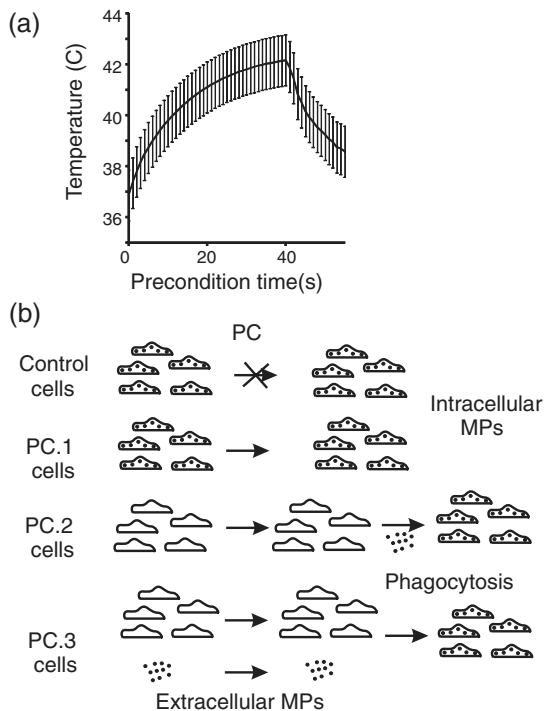 (a)
Temperature (C)
44
42
40
38
36
0
20
40
Precondition time(s)
(b)
PC
Control
cells
Intracellular
MPs
PC.1
cells
PC.2
cells
Phagocytosis
PC.3
cells
Extracellular MPs